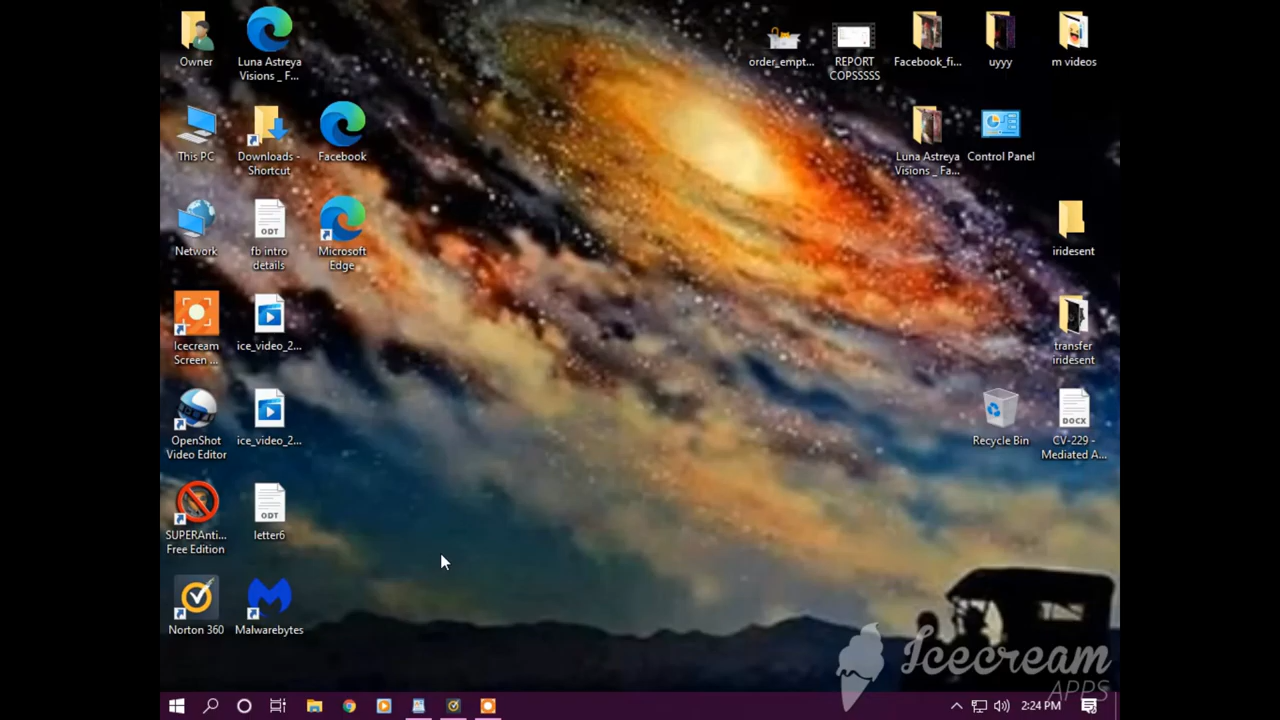 Owner
Luna Astreya
Visions _ F...
order_empt...
REPORT
COPSSSSS
Facebook_fi...
uyyy
m videos
This PC
Downloads -
Shortcut
Facebook
Luna Astreya
Visions _ Fa...
Control Panel
Network
ODT
fb intro
details
Microsoft
Edge
iridesent
Icecream
Screen ...
ice_video_2...
transfer
iridesent
OpenShot
Video Editor
ice_video_2...
Recycle Bin
DOCX
CV-229 -
Mediated A...
SUPERAnti...
Free Edition
ODT
letter6
Norton 360
Malwarebytes
Icecream
APPS
2:24 PM